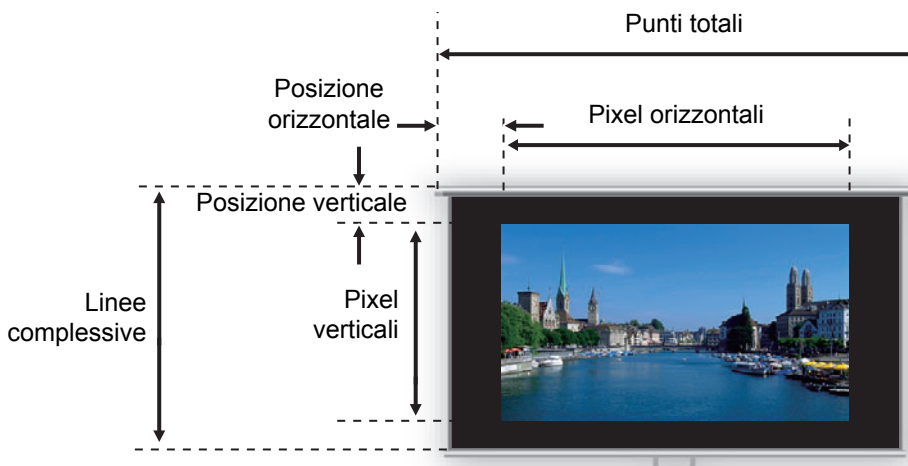 Punti totali
Posizione
orizzontale
Pixel orizzontali
Posizione verticale
Linee
complessive
Pixel
verticali